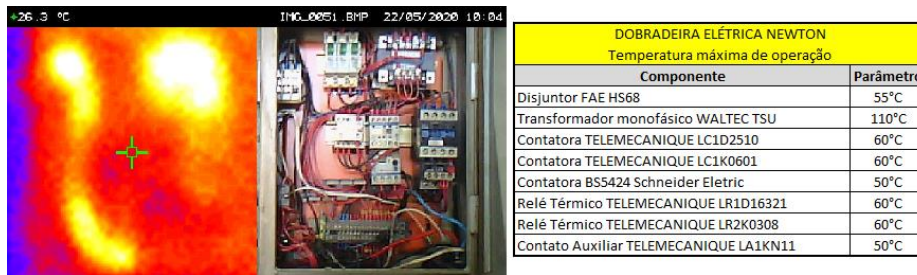 +26.3 ºC IMG_0051.BMP 22/05/2020 10:04
DOBRADEIRA ELÉTRICA NEWTON
Temperatura máxima de operação
Componente Parâmetro
Disjuntor FAE HS68 55°C
Transformador monofásico WALTEC TSU 110°C
Contatora TELEMECANIQUE LC1D2510 60°C
Contatora TELEMECANIQUE LC1K0601 60°C
Contatora BS5424 Schneider Eletric 50°C
Relé Térmico TELEMECANIQUE LR1D16321 60°C
Relé Térmico TELEMECANIQUE LR2K0308 60°C
Contato Auxiliar TELEMECANIQUE LA1KN11 50°C